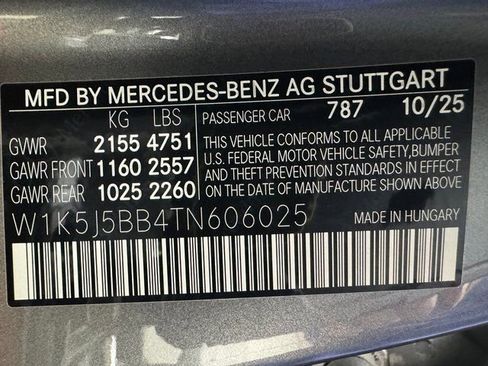 MFD BY MERCEDES-BENZ AG STUTTGART
KG LBS PASSENGER CAR 787 10/25
GVWR 2155 4751
GAWR FRONT 1160 2557
GAWR REAR 1025 2260
THIS VEHICLE CONFORMS TO ALL APPLICABLE
U.S. FEDERAL MOTOR VEHICLE SAFETY, BUMPER
AND THEFT PREVENTION STANDARDS IN EFFECT
ON THE DATE OF MANUFACTURE SHOWN ABOVE.
W1K5J5BB4TN606025 MADE IN HUNGARY